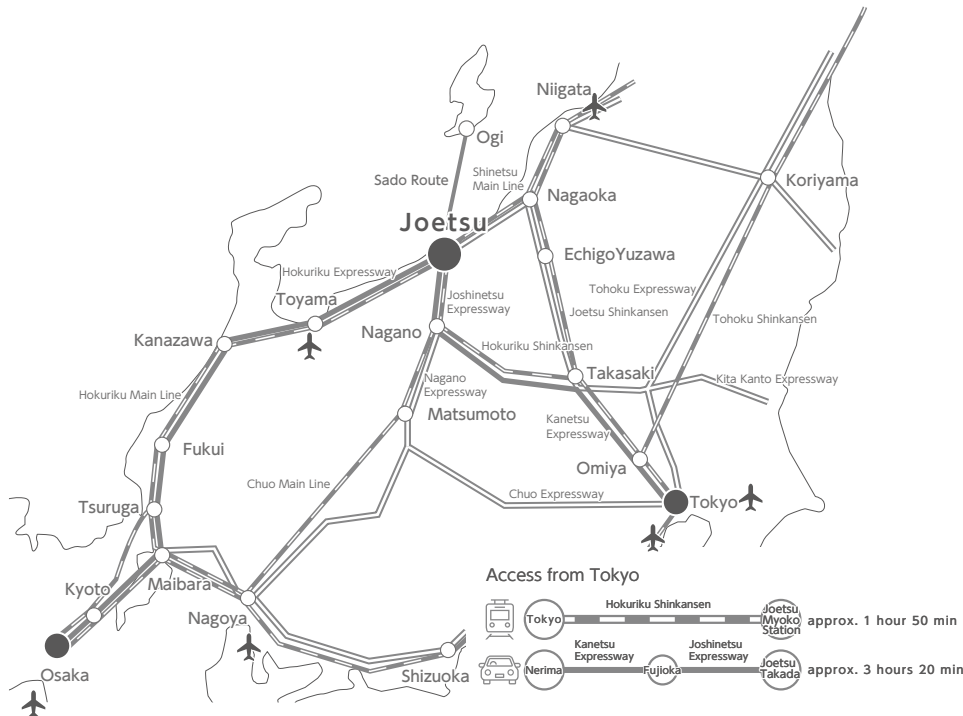 Niigata
Ogi
Sado Route
Shinetsu
Main Line
Koriyama
Nagaoka
Joetsu
EchigoYuzawa
Hokuriku Expressway
Tohoku Expressway
Toyama
Joshinetsu
Expressway
Joetsu Shinkansen
Tohoku Shinkansen
Kanazawa
Nagano
Hokuriku Shinkansen
Takasaki
Kita Kanto Expressway
Hokuriku Main Line
Nagano
Expressway
Matsumoto
Kanetsu
Expressway
Fukui
Omiya
Chuo Main Line
Chuo Expressway
Tsuruga
Tokyo
Kyoto
Maibara
Nagoya
Osaka
Shizuoka
Access from Tokyo
Hokuriku Shinkansen
Tokyo
Joetsu
Myoko
Station
approx. 1 hour 50 min
Kanetsu
Expressway
Joshinetsu
Expressway
Nerima
Fujioka
Joetsu
Takada
approx. 3 hours 20 min